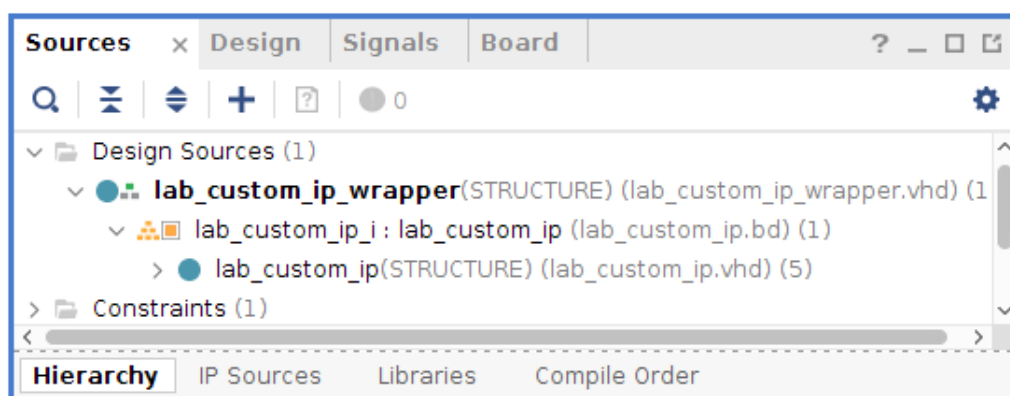 Sources × Design Signals Board ? _
0
Design Sources (1)
lab_custom_ip_wrapper(STRUCTURE) (lab_custom_ip_wrapper.vhd) (1
lab_custom_ip_i : lab_custom_ip (lab_custom_ip.bd) (1)
lab_custom_ip(STRUCTURE) (lab_custom_ip.vhd) (5)
Constraints (1)
Hierarchy IP Sources Libraries Compile Order